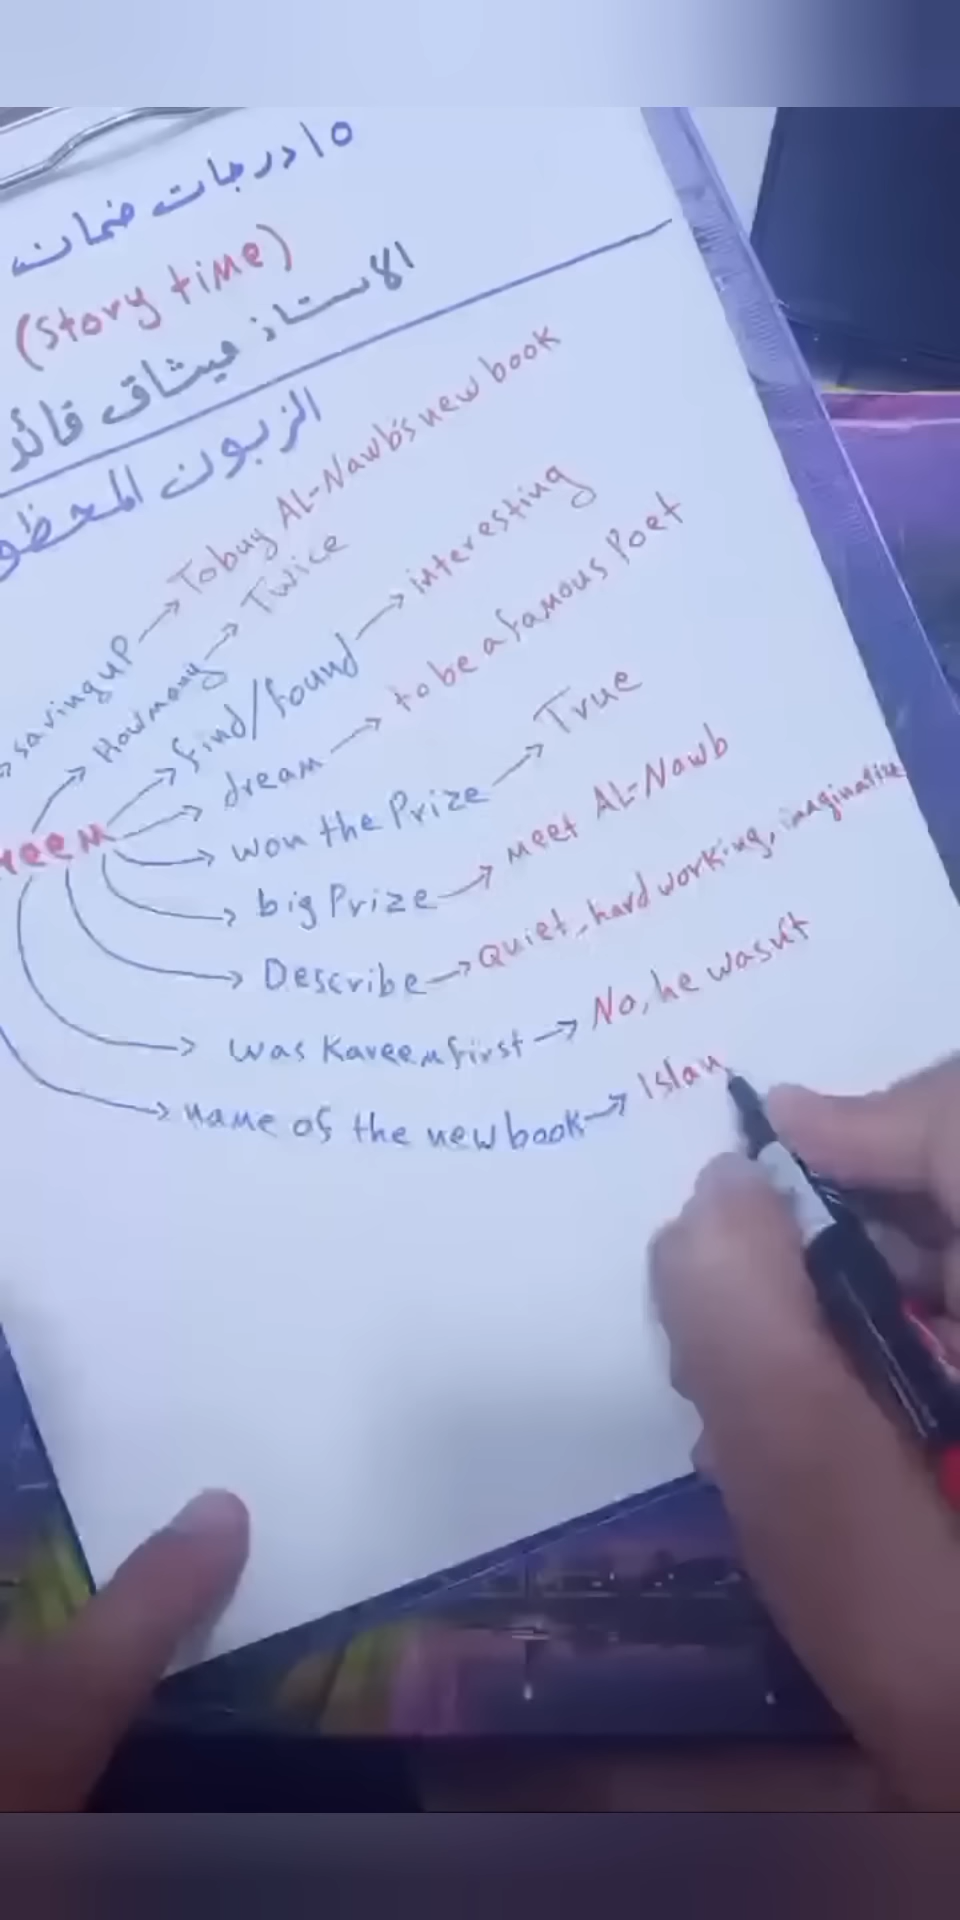 ١٥ درجات ضمان
(Story time)
الاستاذ ميثاق قائد
الزبون المحظو
saving up → To buy AL-Nawb's new book
How many → Twice
find/found → interesting
dream → to be a famous Poet
won the Prize → True
big Prize → meet AL-Nawb
Describe → Quiet, hard working, imaginative
was Kareem first → No, he wasn't
name of the new book → Islan